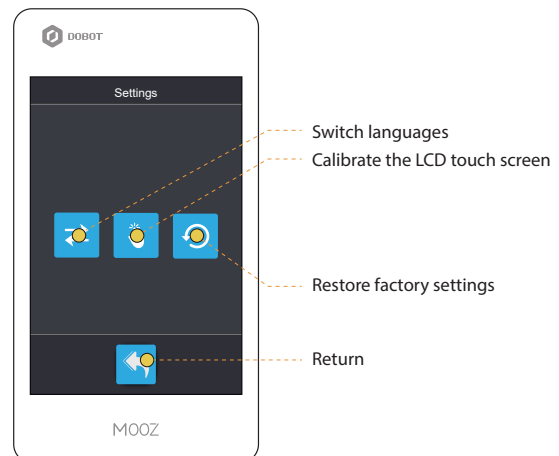 DOBOT
Settings
Switch languages
Calibrate the LCD touch screen
Restore factory settings
Return
MOOZ